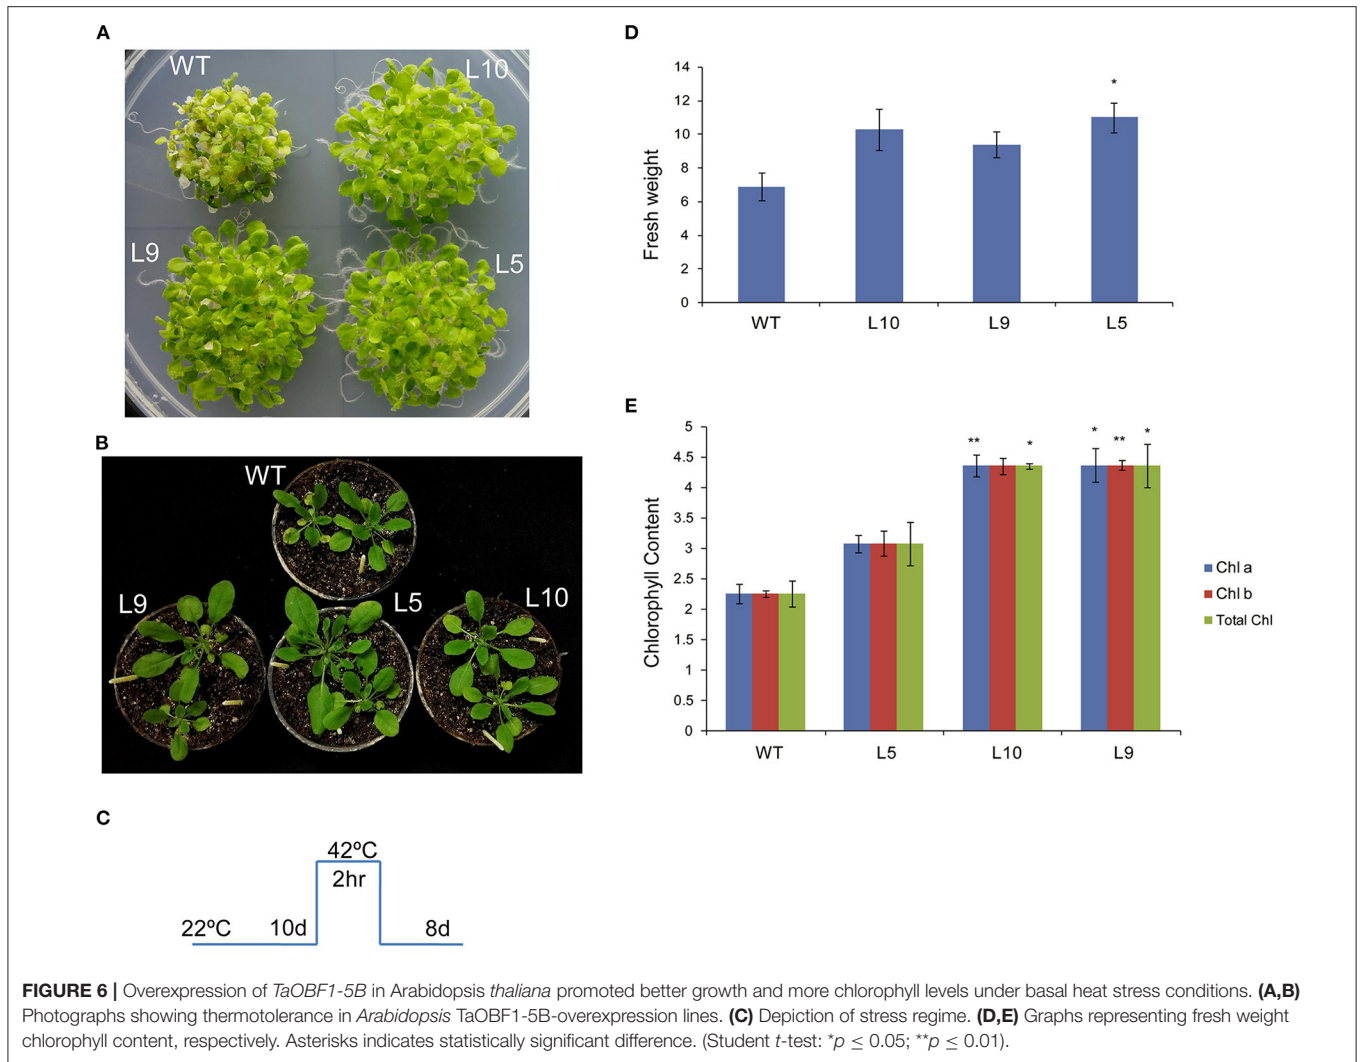 A
WT
L10
L9
L5
B
WT
L9
L5
L10
C
42ºC
2hr
22ºC 10d 8d
D
Fresh weight
14
12
10
8
6
4
2
0
*
WT L10 L9 L5
E
Chlorophyll Content
5
4.5
4
3.5
3
2.5
2
1.5
1
0.5
0
** * * ** *
WT L5 L10 L9
Chl a
Chl b
Total Chl
FIGURE 6 | Overexpression of TaOBF1-5B in Arabidopsis thaliana promoted better growth and more chlorophyll levels under basal heat stress conditions. (A,B)
Photographs showing thermotolerance in Arabidopsis TaOBF1-5B-overexpression lines. (C) Depiction of stress regime. (D,E) Graphs representing fresh weight
chlorophyll content, respectively. Asterisks indicates statistically significant difference. (Student t-test: *p ≤ 0.05; **p ≤ 0.01).